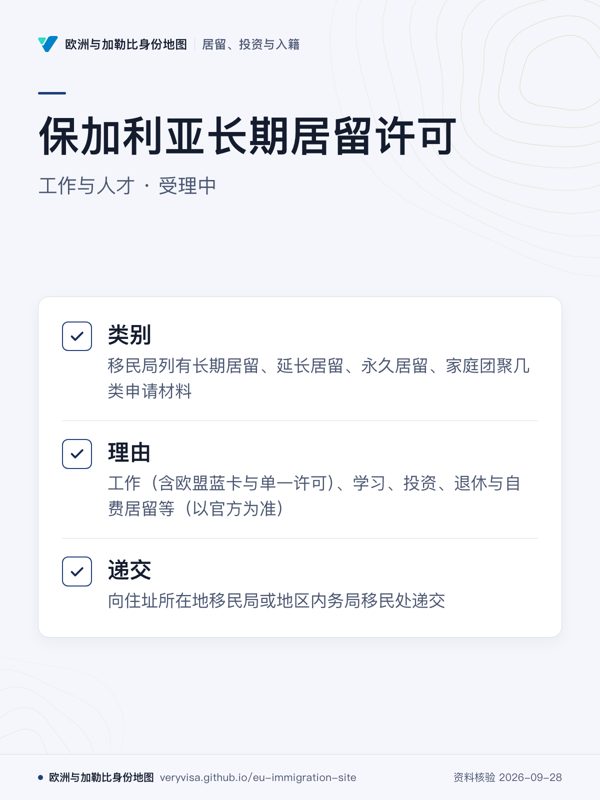 欧洲与加勒比身份地图 居留、投资与入籍
保加利亚长期居留许可
工作与人才 · 受理中
类别
移民局列有长期居留、延长居留、永久居留、家庭团聚几
类申请材料
理由
工作（含欧盟蓝卡与单一许可）、学习、投资、退休与自
费居留等（以官方为准）
递交
向住址所在地移民局或地区内务局移民处递交
欧洲与加勒比身份地图 veryvisa.github.io/eu-immigration-site 资料核验 2026-09-28